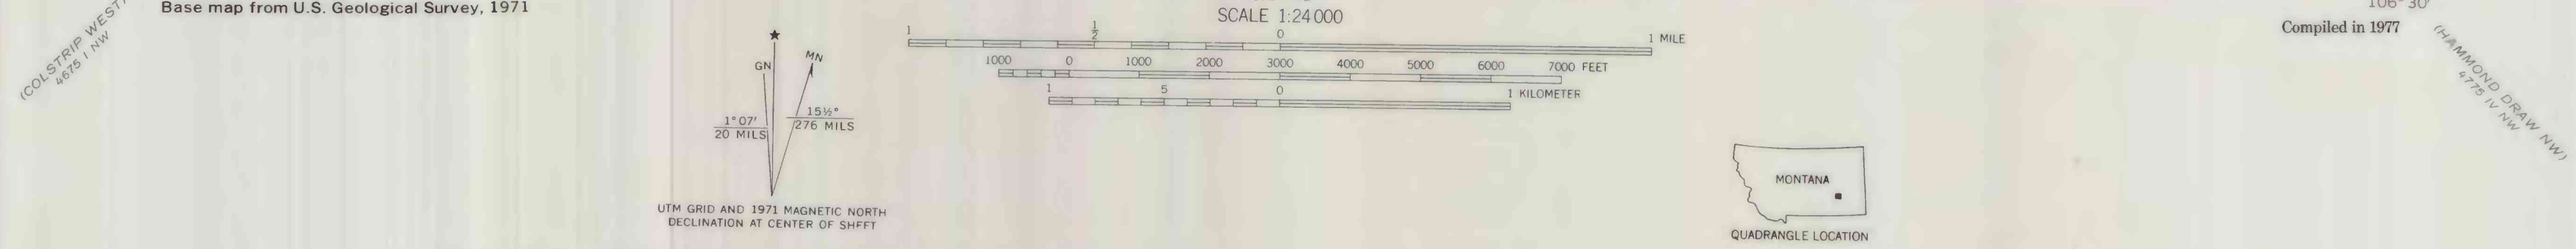 (COLSTRIP WEST)
4675 I NW
Base map from U.S. Geological Survey, 1971
★
GN
MN
1°07′
20 MILS
15½°
276 MILS
UTM GRID AND 1971 MAGNETIC NORTH
DECLINATION AT CENTER OF SHEET
SCALE 1:24 000
1 ½ 0 1 MILE
1000 0 1000 2000 3000 4000 5000 6000 7000 FEET
1 5 0 1 KILOMETER
MONTANA
QUADRANGLE LOCATION
106°30′
Compiled in 1977
(HAMMOND DRAW NW)
4775 IV NW